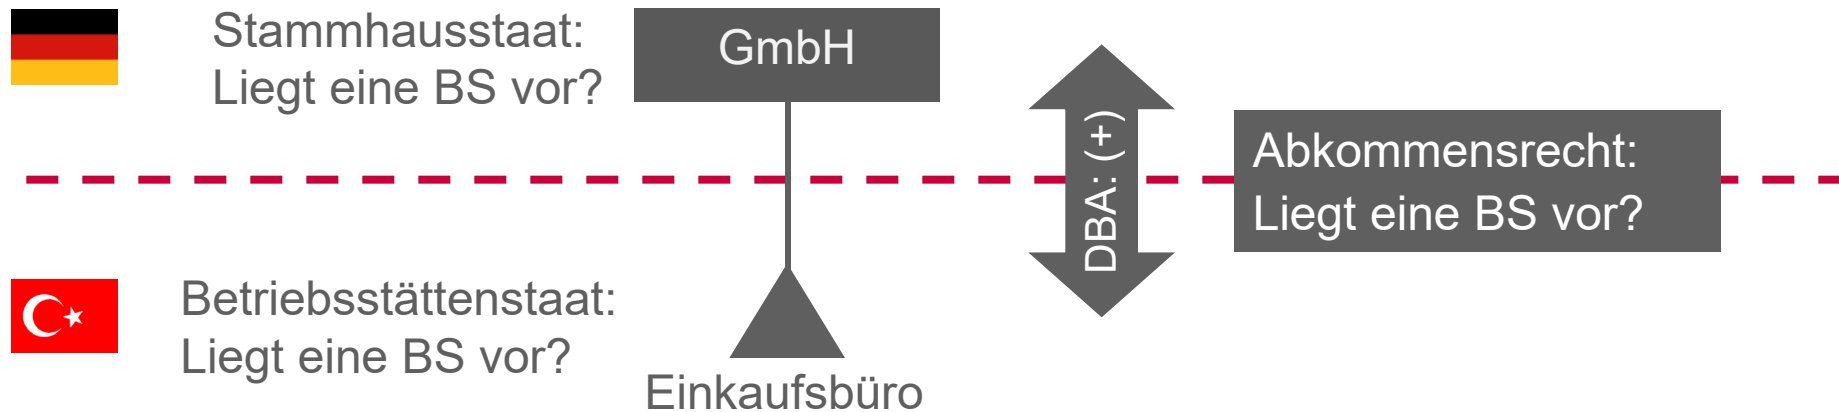 Stammhausstaat:
Liegt eine BS vor?
GmbH
DBA: (+)
Abkommensrecht:
Liegt eine BS vor?
Betriebsstättenstaat:
Liegt eine BS vor?
Einkaufsbüro